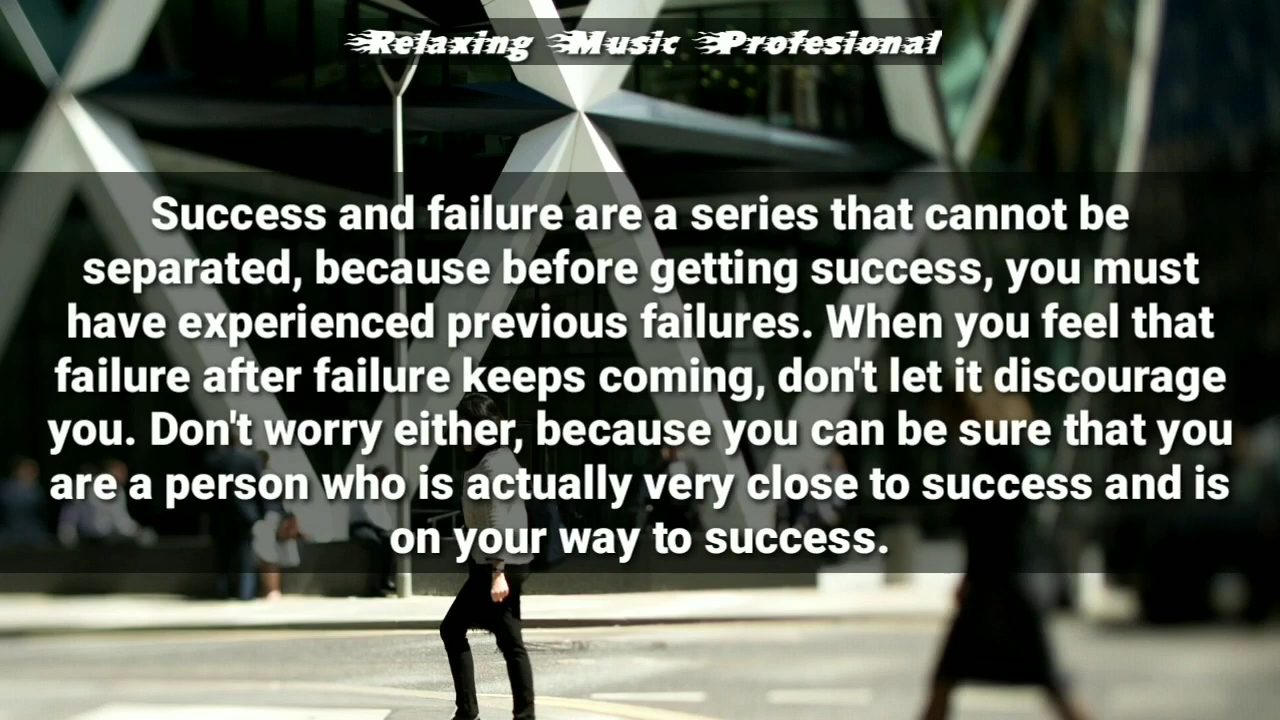 Relaxing Music Profesional
Success and failure are a series that cannot be
separated, because before getting success, you must
have experienced previous failures. When you feel that
failure after failure keeps coming, don't let it discourage
you. Don't worry either, because you can be sure that you
are a person who is actually very close to success and is
on your way to success.